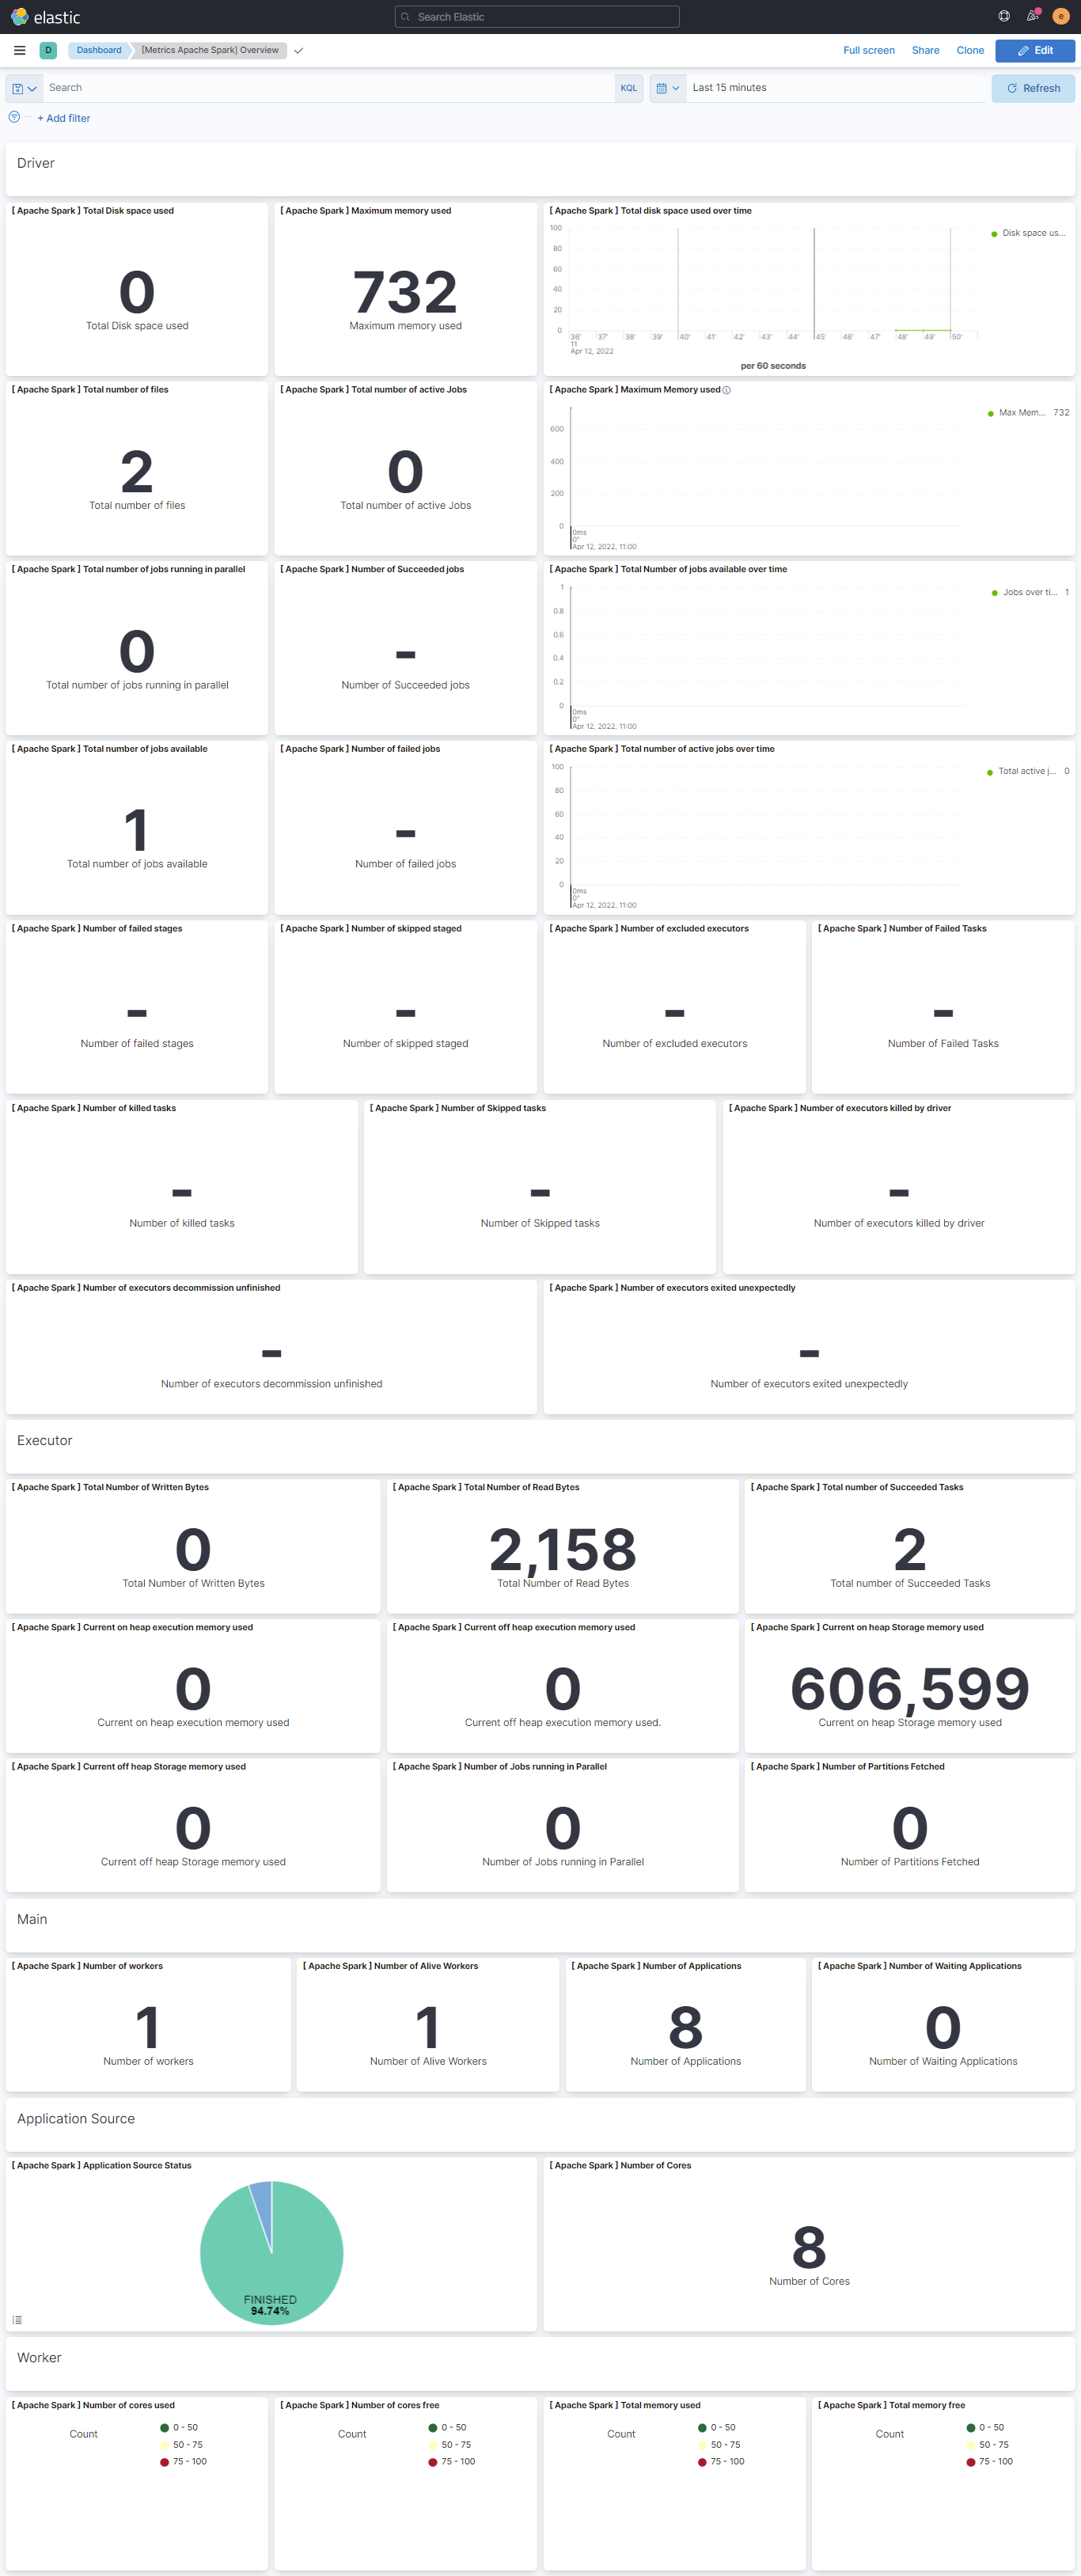 elastic
Search Elastic
e
D
Dashboard
[Metrics Apache Spark] Overview
Full screen
Share
Clone
Edit
Search
KQL
Last 15 minutes
Refresh
+ Add filter
Driver
[ Apache Spark ] Total Disk space used
0
Total Disk space used
[ Apache Spark ] Maximum memory used
732
Maximum memory used
[ Apache Spark ] Total disk space used over time
100
80
60
40
20
0
36' 37' 38' 39' 40' 41' 42' 43' 44' 45' 46' 47' 48' 49' 50'
11
Apr 12, 2022
per 60 seconds
Disk space us...
[ Apache Spark ] Total number of files
2
Total number of files
[ Apache Spark ] Total number of active Jobs
0
Total number of active Jobs
[ Apache Spark ] Maximum Memory used
600
400
200
0
0ms
0"
Apr 12, 2022, 11:00
Max Mem... 732
[ Apache Spark ] Total number of jobs running in parallel
0
Total number of jobs running in parallel
[ Apache Spark ] Number of Succeeded jobs
-
Number of Succeeded jobs
[ Apache Spark ] Total Number of jobs available over time
1
0.8
0.6
0.4
0.2
0
0ms
0"
Apr 12, 2022, 11:00
Jobs over ti... 1
[ Apache Spark ] Total number of jobs available
1
Total number of jobs available
[ Apache Spark ] Number of failed jobs
-
Number of failed jobs
[ Apache Spark ] Total number of active jobs over time
100
80
60
40
20
0
0ms
0"
Apr 12, 2022, 11:00
Total active j... 0
[ Apache Spark ] Number of failed stages
-
Number of failed stages
[ Apache Spark ] Number of skipped staged
-
Number of skipped staged
[ Apache Spark ] Number of excluded executors
-
Number of excluded executors
[ Apache Spark ] Number of Failed Tasks
-
Number of Failed Tasks
[ Apache Spark ] Number of killed tasks
-
Number of killed tasks
[ Apache Spark ] Number of Skipped tasks
-
Number of Skipped tasks
[ Apache Spark ] Number of executors killed by driver
-
Number of executors killed by driver
[ Apache Spark ] Number of executors decommission unfinished
-
Number of executors decommission unfinished
[ Apache Spark ] Number of executors exited unexpectedly
-
Number of executors exited unexpectedly
Executor
[ Apache Spark ] Total Number of Written Bytes
0
Total Number of Written Bytes
[ Apache Spark ] Total Number of Read Bytes
2,158
Total Number of Read Bytes
[ Apache Spark ] Total number of Succeeded Tasks
2
Total number of Succeeded Tasks
[ Apache Spark ] Current on heap execution memory used
0
Current on heap execution memory used
[ Apache Spark ] Current off heap execution memory used
0
Current off heap execution memory used.
[ Apache Spark ] Current on heap Storage memory used
606,599
Current on heap Storage memory used
[ Apache Spark ] Current off heap Storage memory used
0
Current off heap Storage memory used
[ Apache Spark ] Number of Jobs running in Parallel
0
Number of Jobs running in Parallel
[ Apache Spark ] Number of Partitions Fetched
0
Number of Partitions Fetched
Main
[ Apache Spark ] Number of workers
1
Number of workers
[ Apache Spark ] Number of Alive Workers
1
Number of Alive Workers
[ Apache Spark ] Number of Applications
8
Number of Applications
[ Apache Spark ] Number of Waiting Applications
0
Number of Waiting Applications
Application Source
[ Apache Spark ] Application Source Status
FINISHED
94.74%
[ Apache Spark ] Number of Cores
8
Number of Cores
Worker
[ Apache Spark ] Number of cores used
Count
0 - 50
50 - 75
75 - 100
[ Apache Spark ] Number of cores free
Count
0 - 50
50 - 75
75 - 100
[ Apache Spark ] Total memory used
Count
0 - 50
50 - 75
75 - 100
[ Apache Spark ] Total memory free
Count
0 - 50
50 - 75
75 - 100